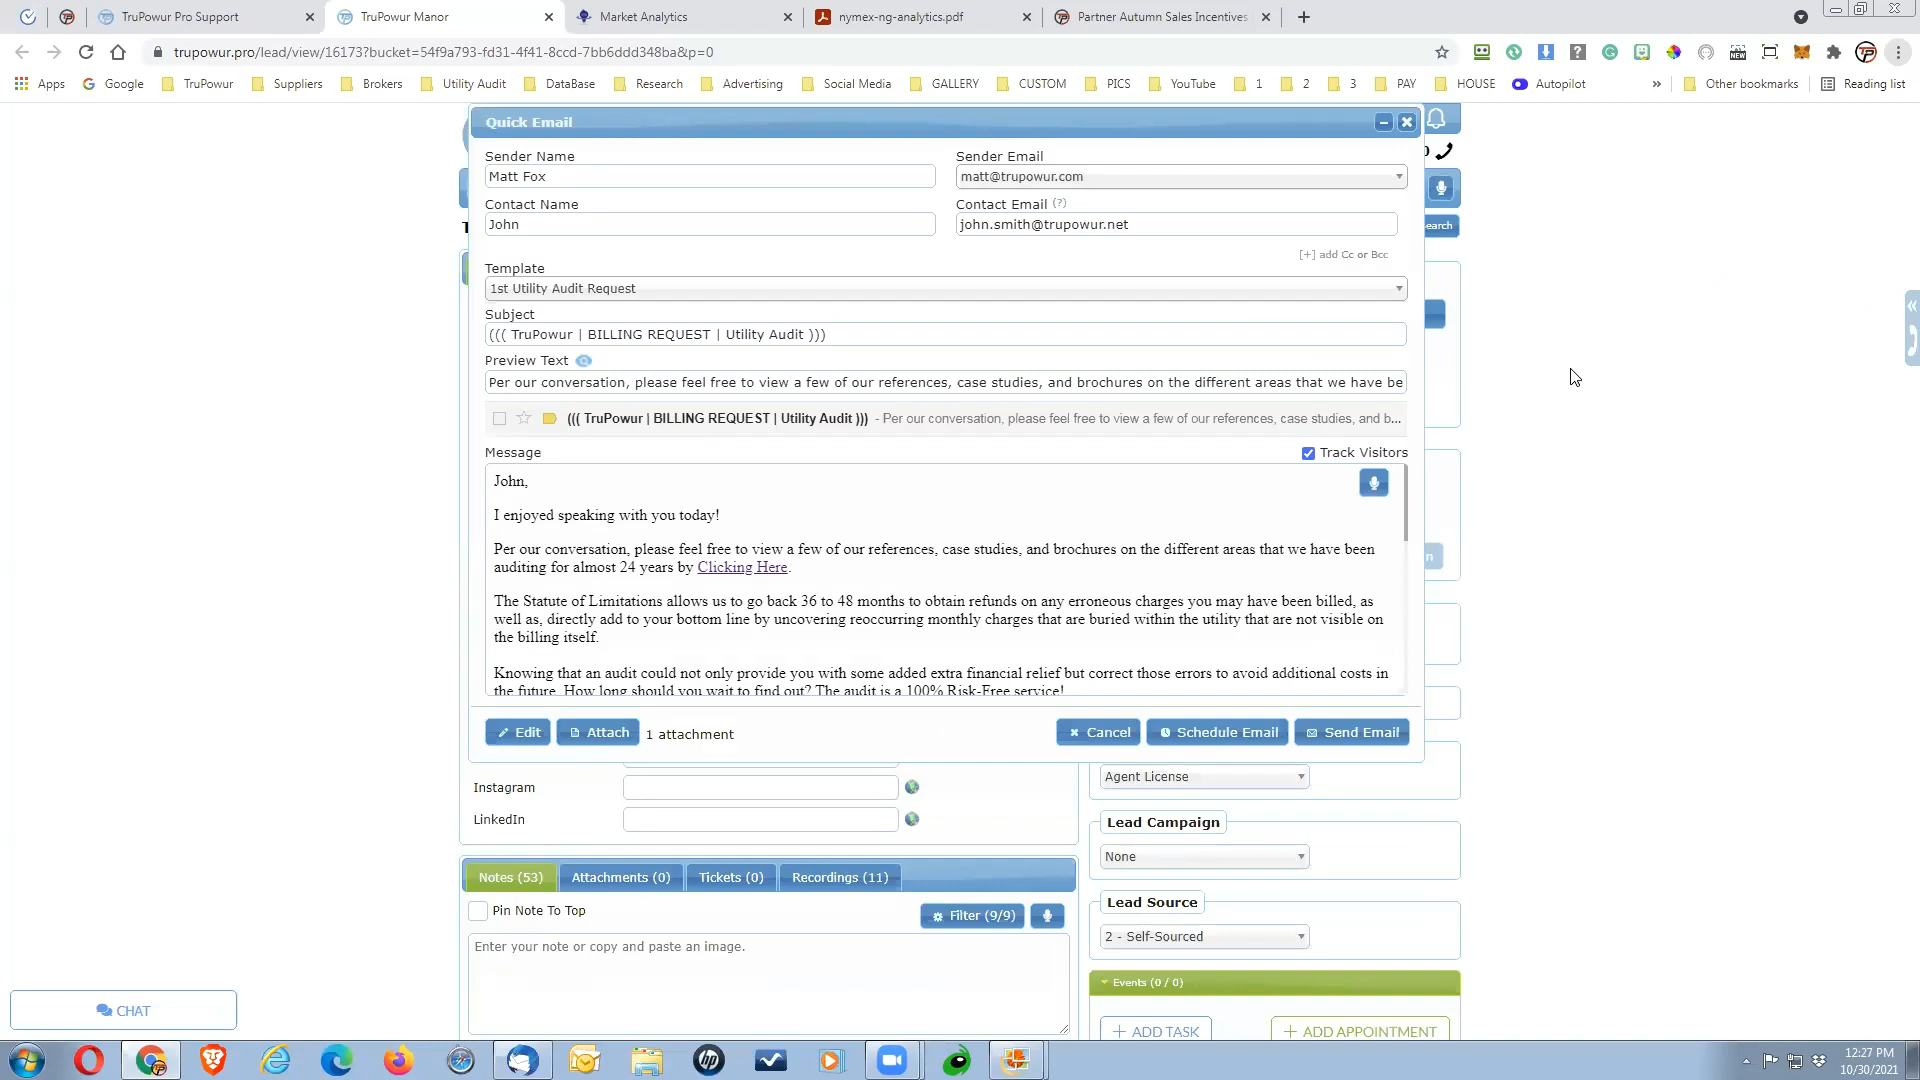 TruPowur Pro Support
TruPowur Manor
Market Analytics
nymex-ng-analytics.pdf
Partner Autumn Sales Incentives
trupowur.pro/lead/view/16173?bucket=54f9a793-fd31-4f41-8ccd-7bb6ddd348ba&p=0
Apps Google TruPowur Suppliers Brokers Utility Audit DataBase Research Advertising Social Media GALLERY CUSTOM PICS YouTube 1 2 3 PAY HOUSE Autopilot » Other bookmarks Reading list
Quick Email
Sender Name Sender Email
Matt Fox matt@trupowur.com
Contact Name Contact Email (?)
John john.smith@trupowur.net
[+] add Cc or Bcc
earch
Template
1st Utility Audit Request
Subject
((( TruPowur | BILLING REQUEST | Utility Audit )))
Preview Text
Per our conversation, please feel free to view a few of our references, case studies, and brochures on the different areas that we have be
((( TruPowur | BILLING REQUEST | Utility Audit ))) - Per our conversation, please feel free to view a few of our references, case studies, and b...
Message Track Visitors
John,
I enjoyed speaking with you today!
Per our conversation, please feel free to view a few of our references, case studies, and brochures on the different areas that we have been
auditing for almost 24 years by Clicking Here.
The Statute of Limitations allows us to go back 36 to 48 months to obtain refunds on any erroneous charges you may have been billed, as
well as, directly add to your bottom line by uncovering reoccurring monthly charges that are buried within the utility that are not visible on
the billing itself.
Knowing that an audit could not only provide you with some added extra financial relief but correct those errors to avoid additional costs in
the future. How long should you wait to find out? The audit is a 100% Risk-Free service!
Edit Attach 1 attachment Cancel Schedule Email Send Email
Instagram
LinkedIn
Agent License
Lead Campaign
None
Lead Source
2 - Self-Sourced
Notes (53) Attachments (0) Tickets (0) Recordings (11)
Pin Note To Top Filter (9/9)
Enter your note or copy and paste an image.
Events (0 / 0)
ADD TASK ADD APPOINTMENT
CHAT
12:27 PM
10/30/2021